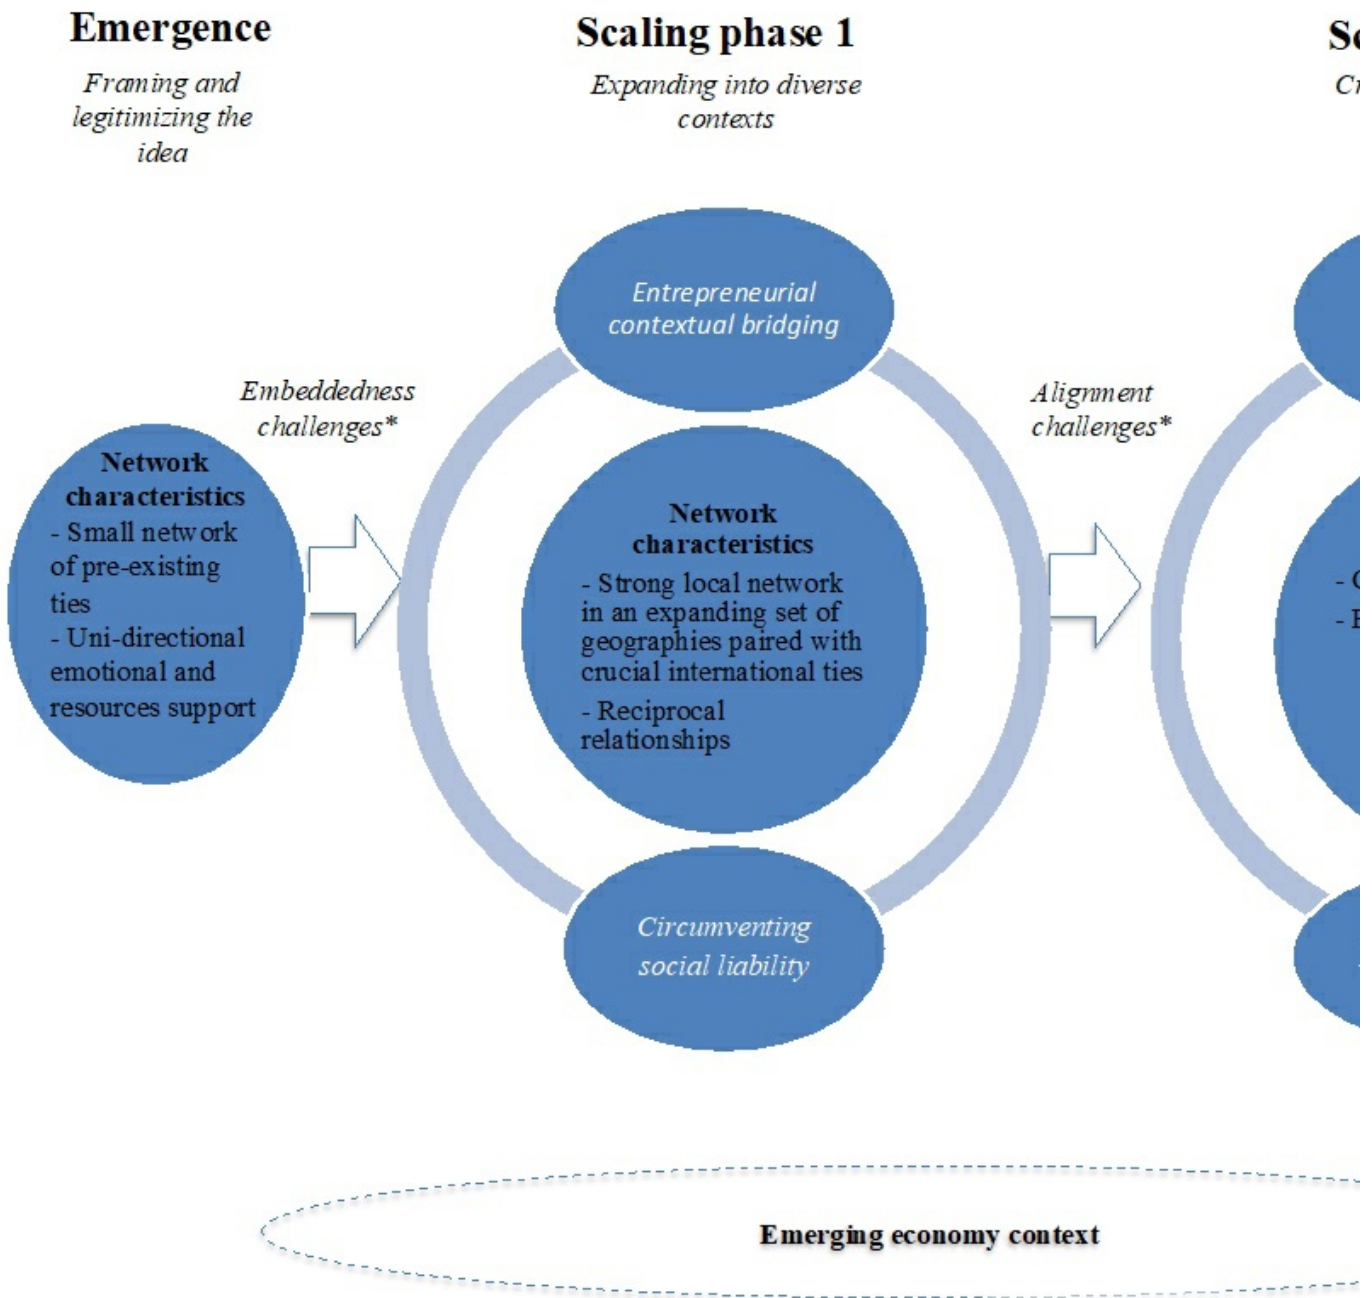 Emergence
Framing and
legitimizing the
idea
Scaling phase 1
Expanding into diverse
contexts
Entrepreneurial
contextual bridging
Embeddedness
challenges*
Alignment
challenges*
Network
characteristics
- Small network
of pre-existing
ties
- Uni-directional
emotional and
resources support
Network
characteristics
- Strong local network
in an expanding set of
geographies paired with
crucial international ties
- Reciprocal
relationships
Circumventing
social liability
Emerging economy context